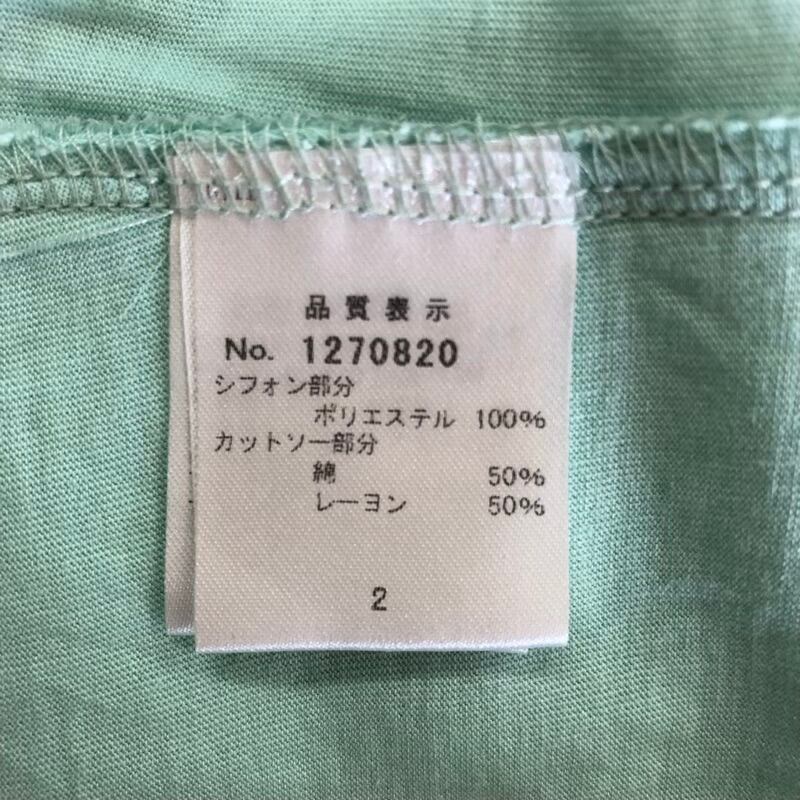 品質表示
No. 1270820
シフォン部分
ポリエステル 100%
カットソー部分
綿 50%
レーヨン 50%
2